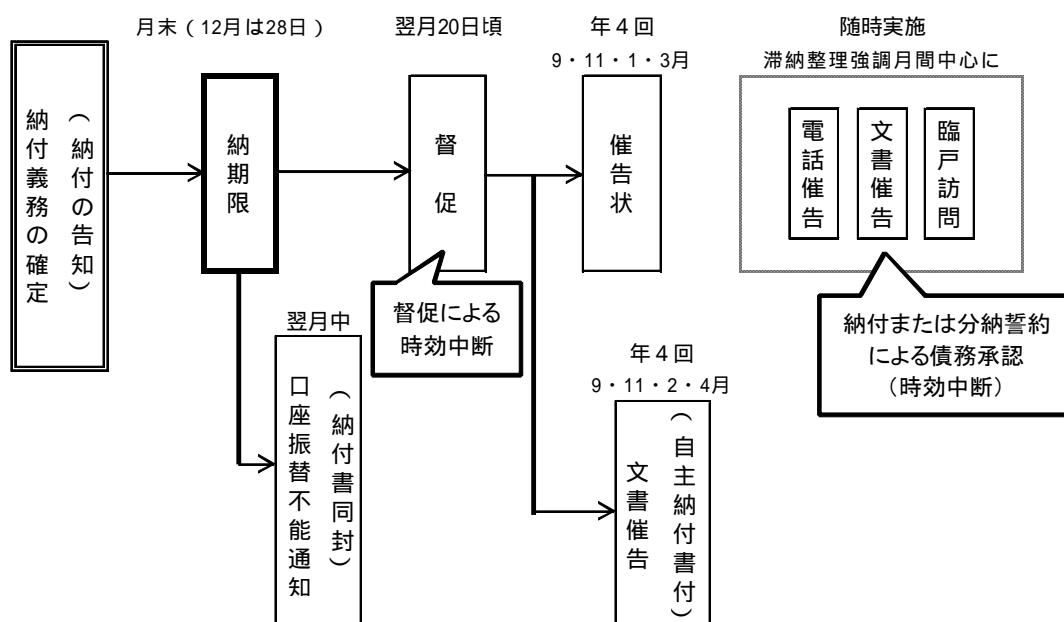 月末（12月は28日）
翌月20日頃
年４回
9・11・1・3月
随時実施
滞納整理強調月間中心に
納付義務の確定
（納付の告知）
納期限
督促
催告状
電話催告
文書催告
臨戸訪問
督促による
時効中断
納付または分納誓約
による債務承認
（時効中断）
翌月中
口座振替不能通知
（納付書同封）
年４回
9・11・2・4月
文書催告
（自主納付書付）